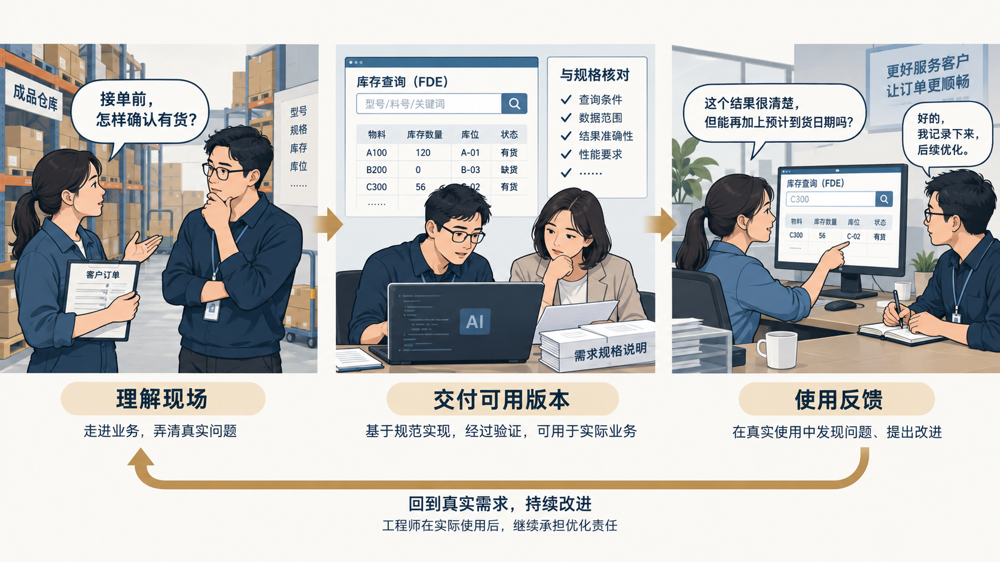 成品仓库
接单前，
怎样确认有货？
型号
规格
库存
库位
……
客户订单
库存查询（FDE）
型号/料号/关键词
物料 库存数量 库位 状态
A100 120 A-01 有货
B200 0 B-03 缺货
C300 56 C-02 有货
……
与规格核对
查询条件
数据范围
结果准确性
性能要求
……
AI
需求规格说明
更好服务客户
让订单更顺畅
这个结果很清楚，
但能再加上预计到货日期吗？
好的，
我记录下来，
后续优化。
库存查询（FDE）
C300
物料 库存数量 库位 状态
C300 56 C-02 有货
……
理解现场
走进业务，弄清真实问题
交付可用版本
基于规范实现，经过验证，可用于实际业务
使用反馈
在真实使用中发现问题、提出改进
回到真实需求，持续改进
工程师在实际使用后，继续承担优化责任